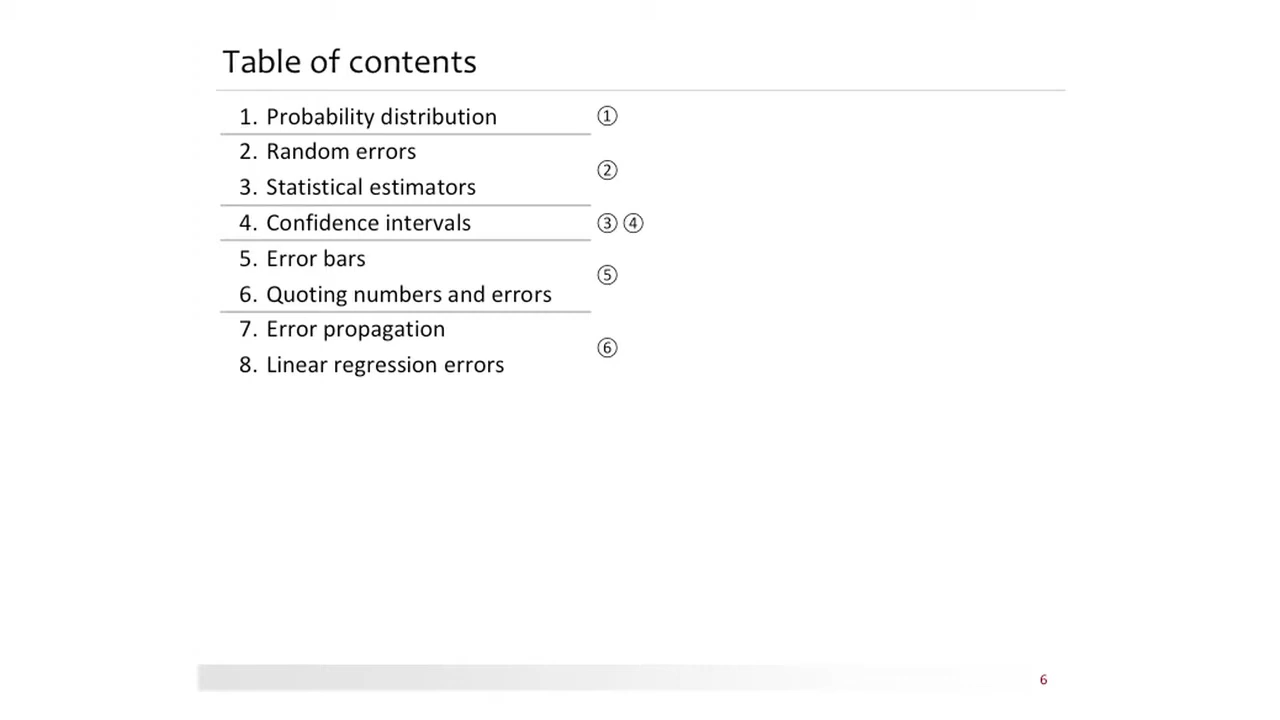 Table of contents
1. Probability distribution ①
2. Random errors
②
3. Statistical estimators
4. Confidence intervals ③ ④
5. Error bars
⑤
6. Quoting numbers and errors
7. Error propagation
⑥
8. Linear regression errors
6